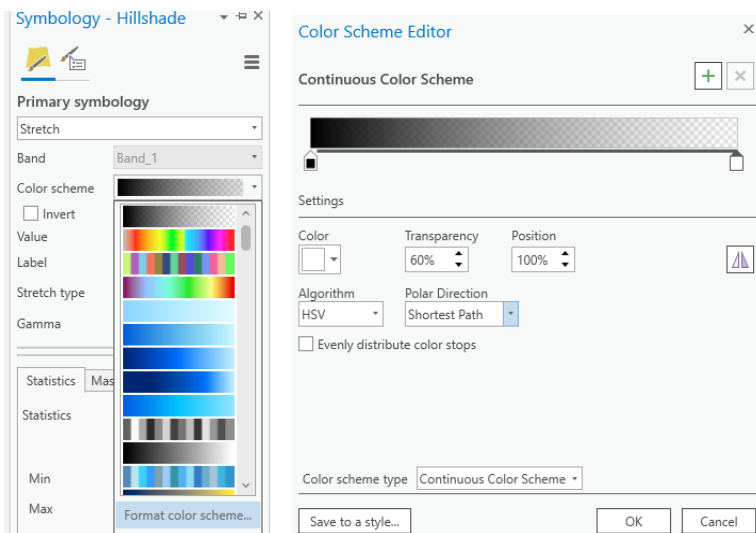 Symbology - Hillshade
Primary symbology
Stretch
Band Band_1
Color scheme
Invert
Value
Label
Stretch type
Gamma
Statistics Mas
Statistics
Min
Max
Format color scheme...
Color Scheme Editor
Continuous Color Scheme
Settings
Color Transparency Position
60% 100%
Algorithm Polar Direction
HSV Shortest Path
Evenly distribute color stops
Color scheme type Continuous Color Scheme
Save to a style... OK Cancel